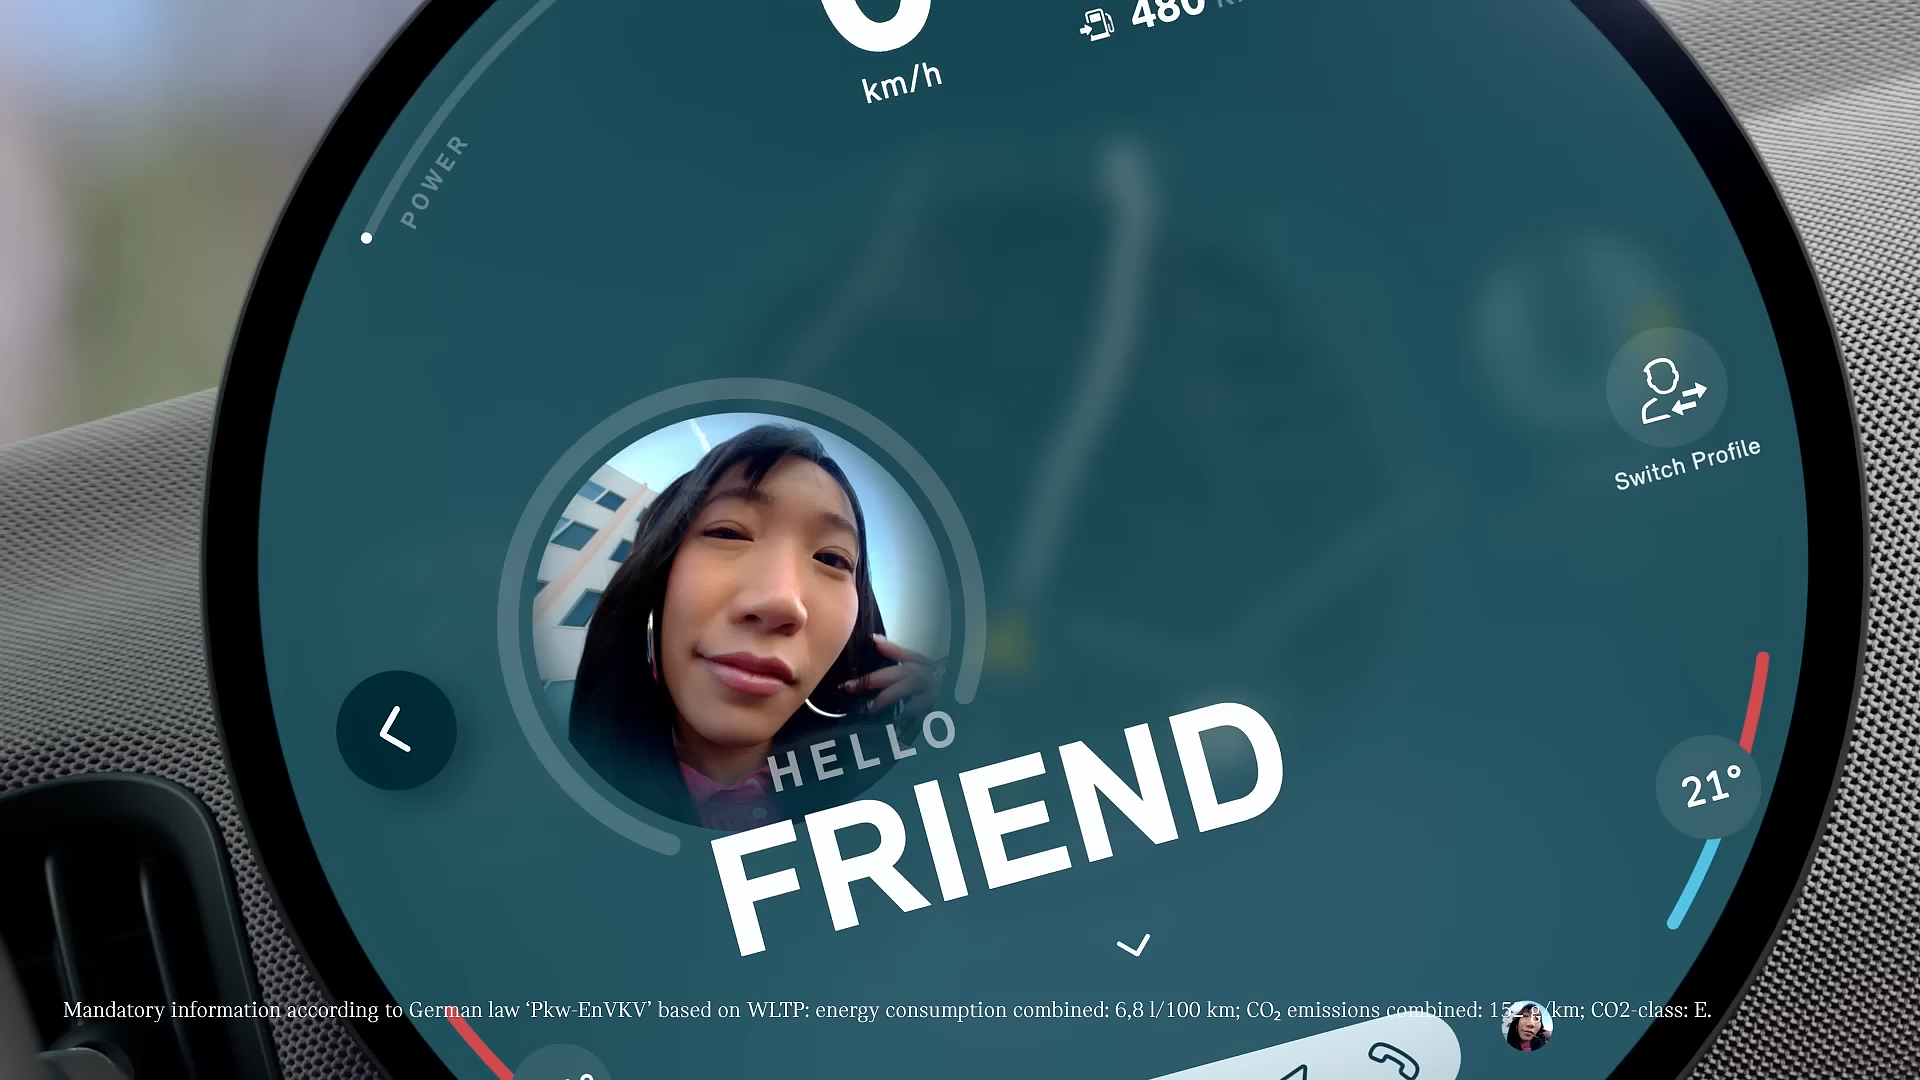 480
km/h
POWER
Switch Profile
HELLO
FRIEND
21°
Mandatory information according to German law ‘Pkw-EnVKV’ based on WLTP: energy consumption combined: 6,8 l/100 km; CO₂ emissions combined: 152 g/km; CO2-class: E.